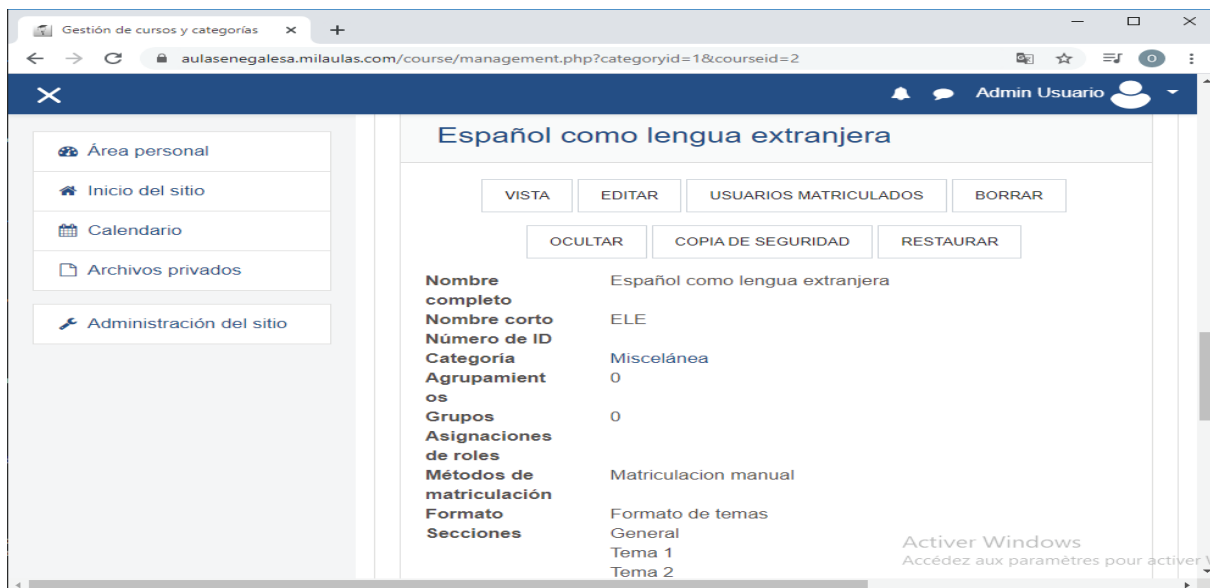 Gestión de cursos y categorías
aulasenegalesa.milaulas.com/course/management.php?categoryid=1&courseid=2
O
Admin Usuario
Área personal
Inicio del sitio
Calendario
Archivos privados
Administración del sitio
Español como lengua extranjera
VISTA EDITAR USUARIOS MATRICULADOS BORRAR
OCULTAR COPIA DE SEGURIDAD RESTAURAR
Nombre Español como lengua extranjera
completo
Nombre corto ELE
Número de ID
Categoría Miscelánea
Agrupamient 0
os
Grupos 0
Asignaciones
de roles
Métodos de Matriculacion manual
matriculación
Formato Formato de temas
Secciones General
Tema 1
Tema 2
Activer Windows
Accédez aux paramètres pour activer